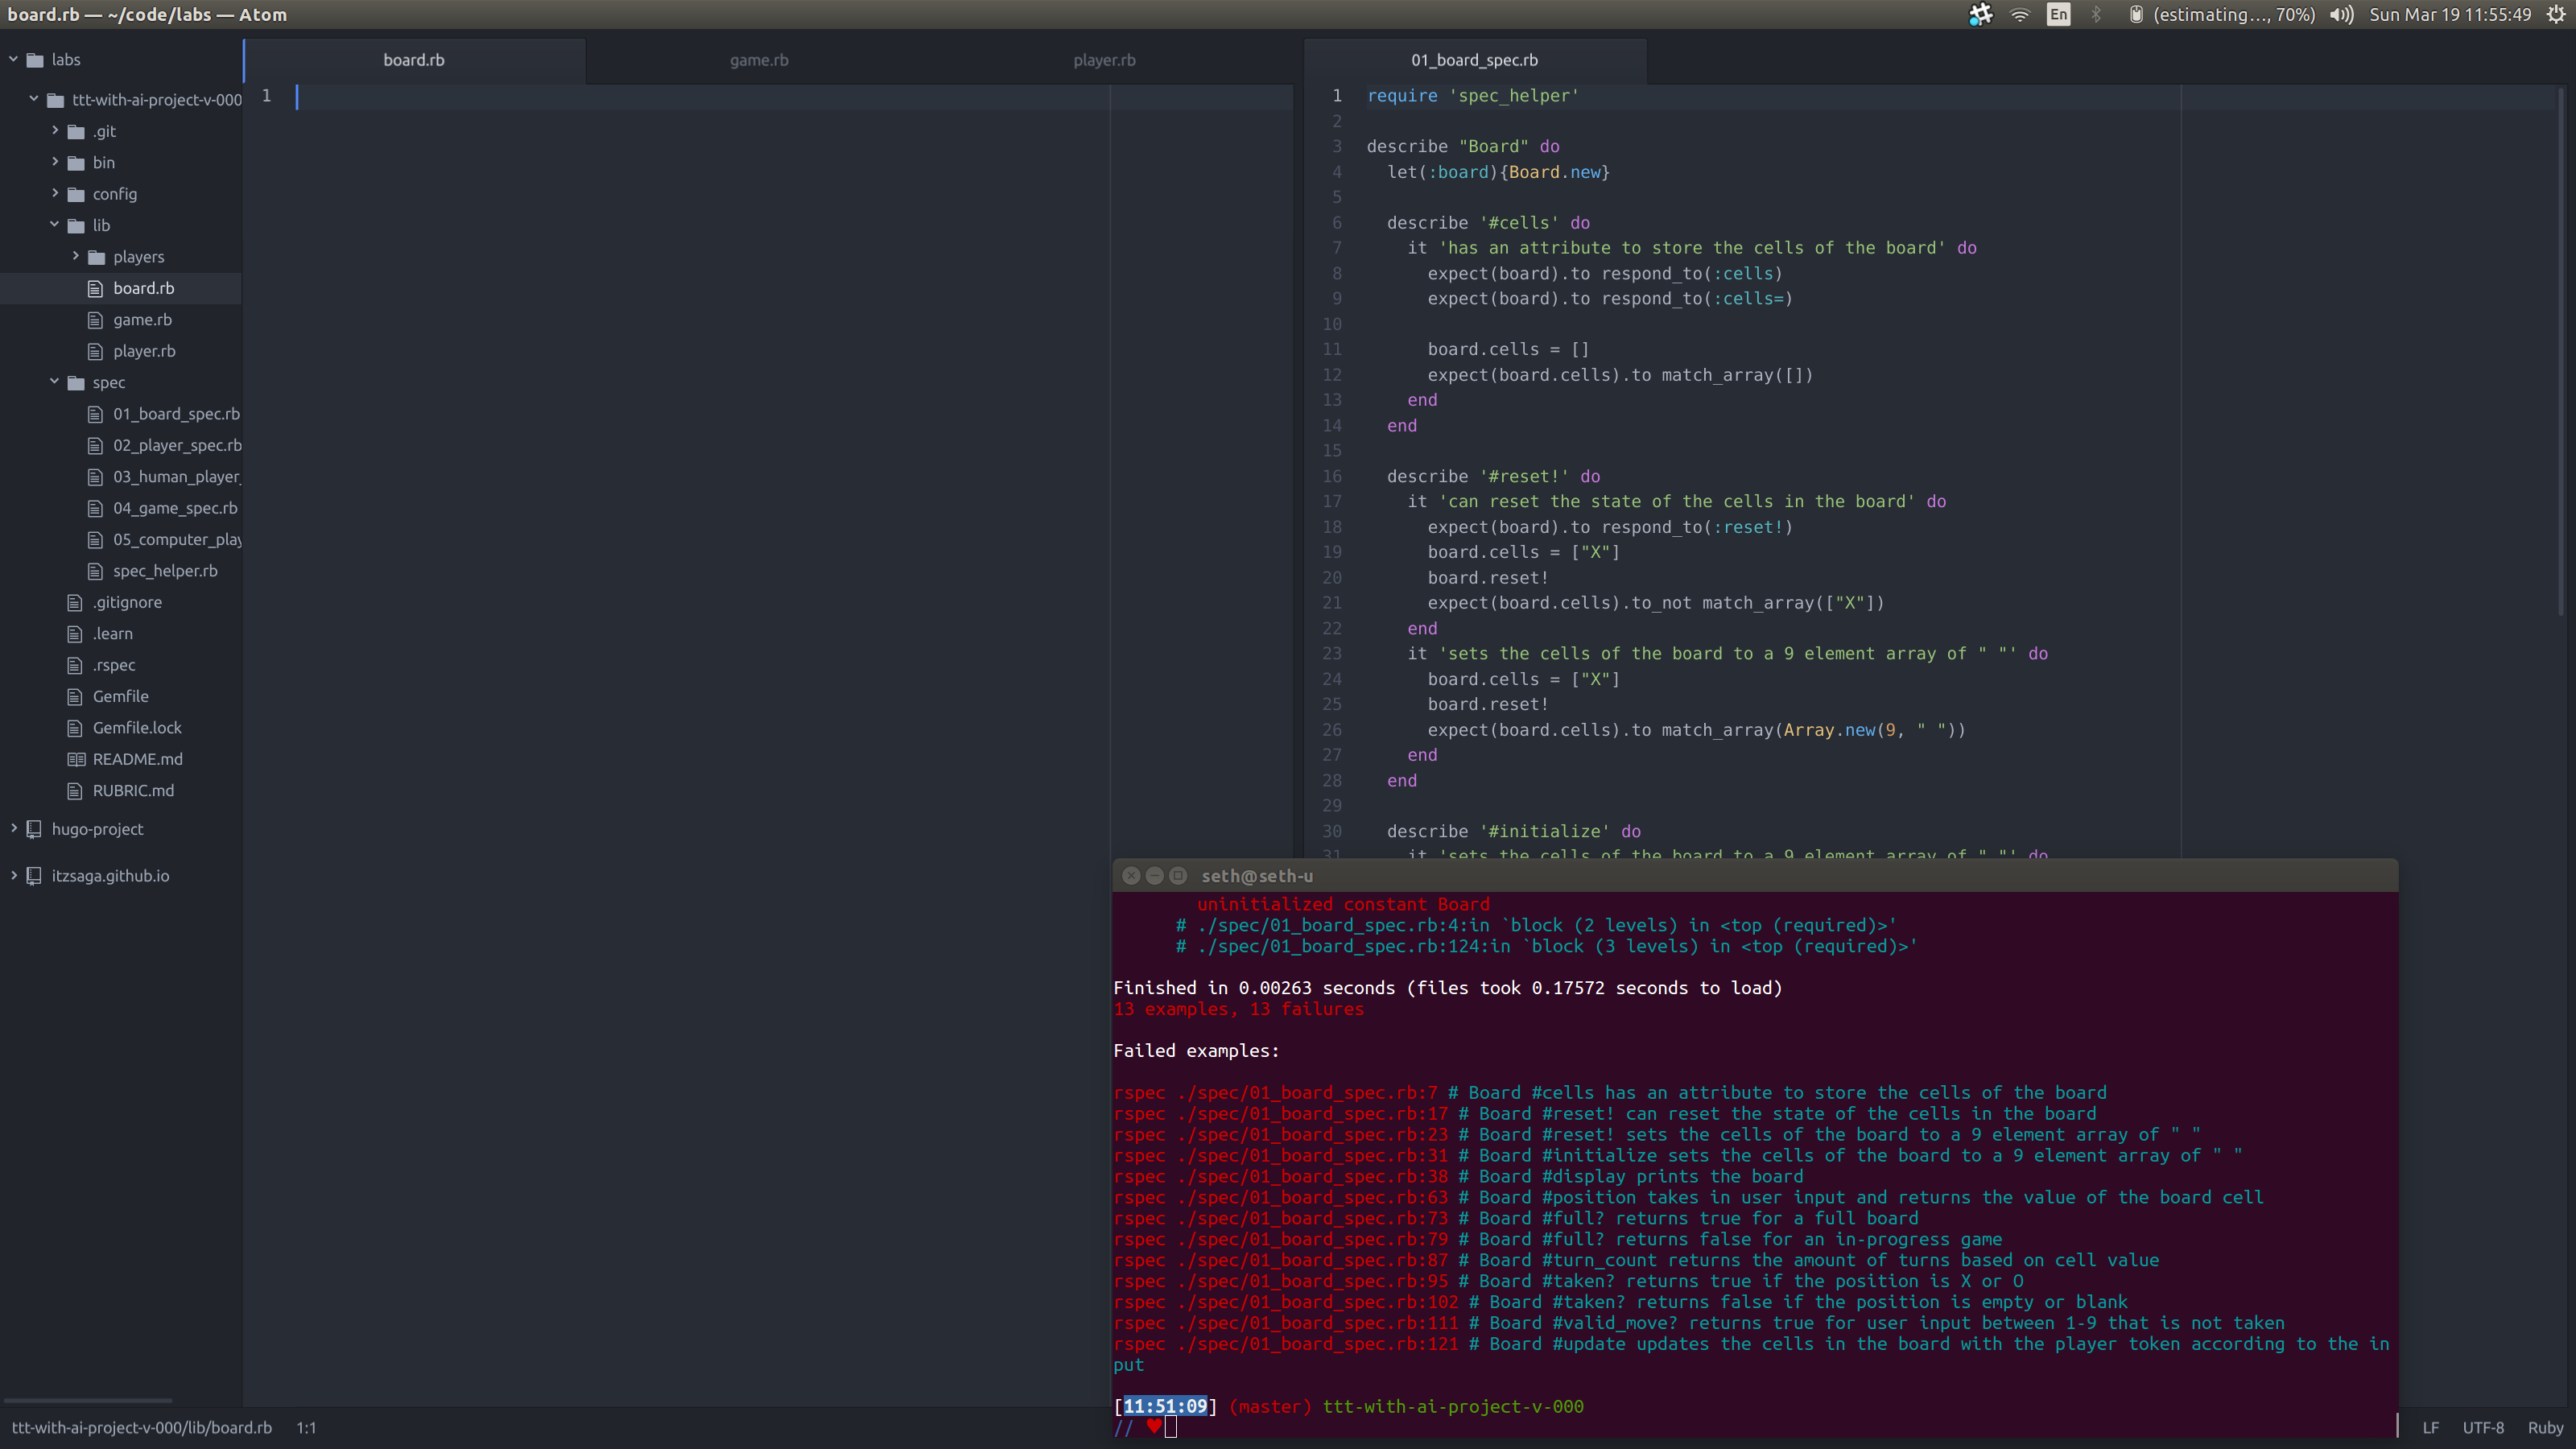 board.rb — ~/code/labs — Atom
En
(estimating..., 70%)
Sun Mar 19 11:55:49
labs
ttt-with-ai-project-v-000
.git
bin
config
lib
players
board.rb
game.rb
player.rb
spec
01_board_spec.rb
02_player_spec.rb
03_human_player_
04_game_spec.rb
05_computer_play
spec_helper.rb
.gitignore
.learn
.rspec
Gemfile
Gemfile.lock
README.md
RUBRIC.md
hugo-project
itzsaga.github.io
board.rb
game.rb
player.rb
1
01_board_spec.rb
1 require 'spec_helper'
2
3 describe "Board" do
4   let(:board){Board.new}
5
6   describe '#cells' do
7     it 'has an attribute to store the cells of the board' do
8       expect(board).to respond_to(:cells)
9       expect(board).to respond_to(:cells=)
10
11       board.cells = []
12       expect(board.cells).to match_array([])
13     end
14   end
15
16   describe '#reset!' do
17     it 'can reset the state of the cells in the board' do
18       expect(board).to respond_to(:reset!)
19       board.cells = ["X"]
20       board.reset!
21       expect(board.cells).to_not match_array(["X"])
22     end
23     it 'sets the cells of the board to a 9 element array of " "' do
24       board.cells = ["X"]
25       board.reset!
26       expect(board.cells).to match_array(Array.new(9, " "))
27     end
28   end
29
30   describe '#initialize' do
31     it 'sets the cells of the board to a 9 element array of " "' do
seth@seth-u
uninitialized constant Board
# ./spec/01_board_spec.rb:4:in `block (2 levels) in <top (required)>'
# ./spec/01_board_spec.rb:124:in `block (3 levels) in <top (required)>'
Finished in 0.00263 seconds (files took 0.17572 seconds to load)
13 examples, 13 failures
Failed examples:
rspec ./spec/01_board_spec.rb:7 # Board #cells has an attribute to store the cells of the board
rspec ./spec/01_board_spec.rb:17 # Board #reset! can reset the state of the cells in the board
rspec ./spec/01_board_spec.rb:23 # Board #reset! sets the cells of the board to a 9 element array of " "
rspec ./spec/01_board_spec.rb:31 # Board #initialize sets the cells of the board to a 9 element array of " "
rspec ./spec/01_board_spec.rb:38 # Board #display prints the board
rspec ./spec/01_board_spec.rb:63 # Board #position takes in user input and returns the value of the board cell
rspec ./spec/01_board_spec.rb:73 # Board #full? returns true for a full board
rspec ./spec/01_board_spec.rb:79 # Board #full? returns false for an in-progress game
rspec ./spec/01_board_spec.rb:87 # Board #turn_count returns the amount of turns based on cell value
rspec ./spec/01_board_spec.rb:95 # Board #taken? returns true if the position is X or O
rspec ./spec/01_board_spec.rb:102 # Board #taken? returns false if the position is empty or blank
rspec ./spec/01_board_spec.rb:111 # Board #valid_move? returns true for user input between 1-9 that is not taken
rspec ./spec/01_board_spec.rb:121 # Board #update updates the cells in the board with the player token according to the in
put
[11:51:09] (master) ttt-with-ai-project-v-000
// ♥
ttt-with-ai-project-v-000/lib/board.rb 1:1
LF UTF-8 Ruby